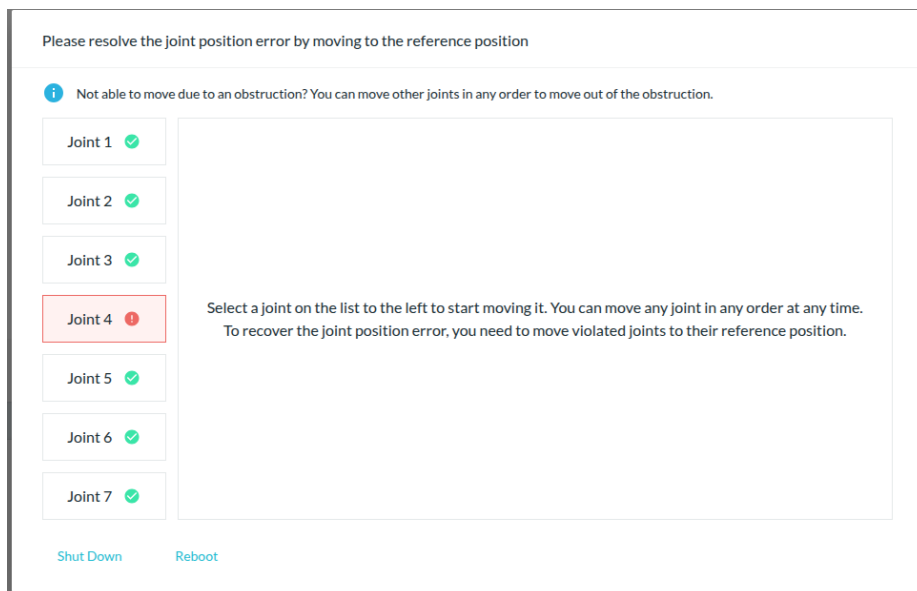 Please resolve the joint position error by moving to the reference position
Not able to move due to an obstruction? You can move other joints in any order to move out of the obstruction.
Joint 1
Joint 2
Joint 3
Joint 4
Joint 5
Joint 6
Joint 7
Select a joint on the list to the left to start moving it. You can move any joint in any order at any time.
To recover the joint position error, you need to move violated joints to their reference position.
Shut Down
Reboot